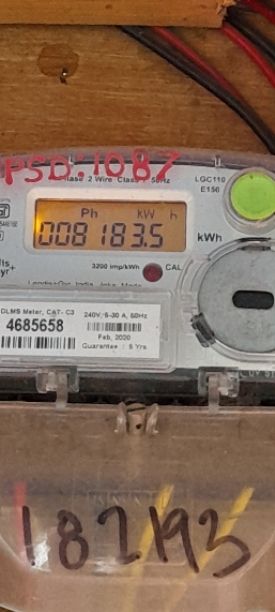 PSD:1087
Phase 2 Wire Class 1 50Hz
LGC110
E150
Ph kW h
008183.5
kWh
3200 imp/kWh
CAL
DLMS Meter, CAT- C3
4685658
240V, 5-30 A, 50Hz
Feb, 2020
Guarantee : 5 Yrs
182193